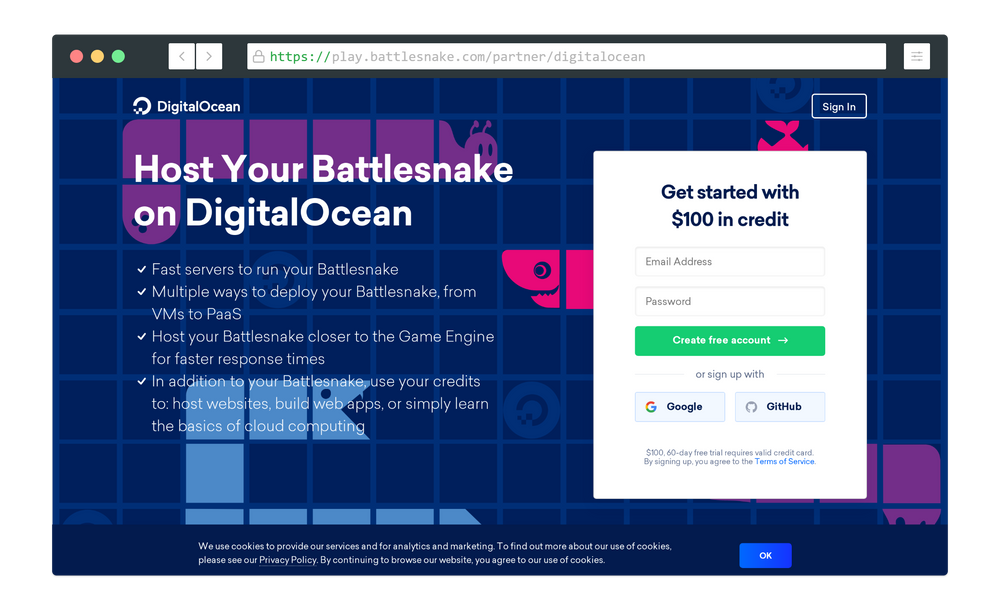 https://play.battlesnake.com/partner/digitalocean
DigitalOcean
Sign In
Host Your Battlesnake
on DigitalOcean
Fast servers to run your Battlesnake
Multiple ways to deploy your Battlesnake, from
VMs to PaaS
Host your Battlesnake closer to the Game Engine
for faster response times
In addition to your Battlesnake, use your credits
to: host websites, build web apps, or simply learn
the basics of cloud computing
Get started with
$100 in credit
Email Address
Password
Create free account →
or sign up with
Google
GitHub
$100, 60-day free trial requires valid credit card.
By signing up, you agree to the Terms of Service.
We use cookies to provide our services and for analytics and marketing. To find out more about our use of cookies,
please see our Privacy Policy. By continuing to browse our website, you agree to our use of cookies.
OK